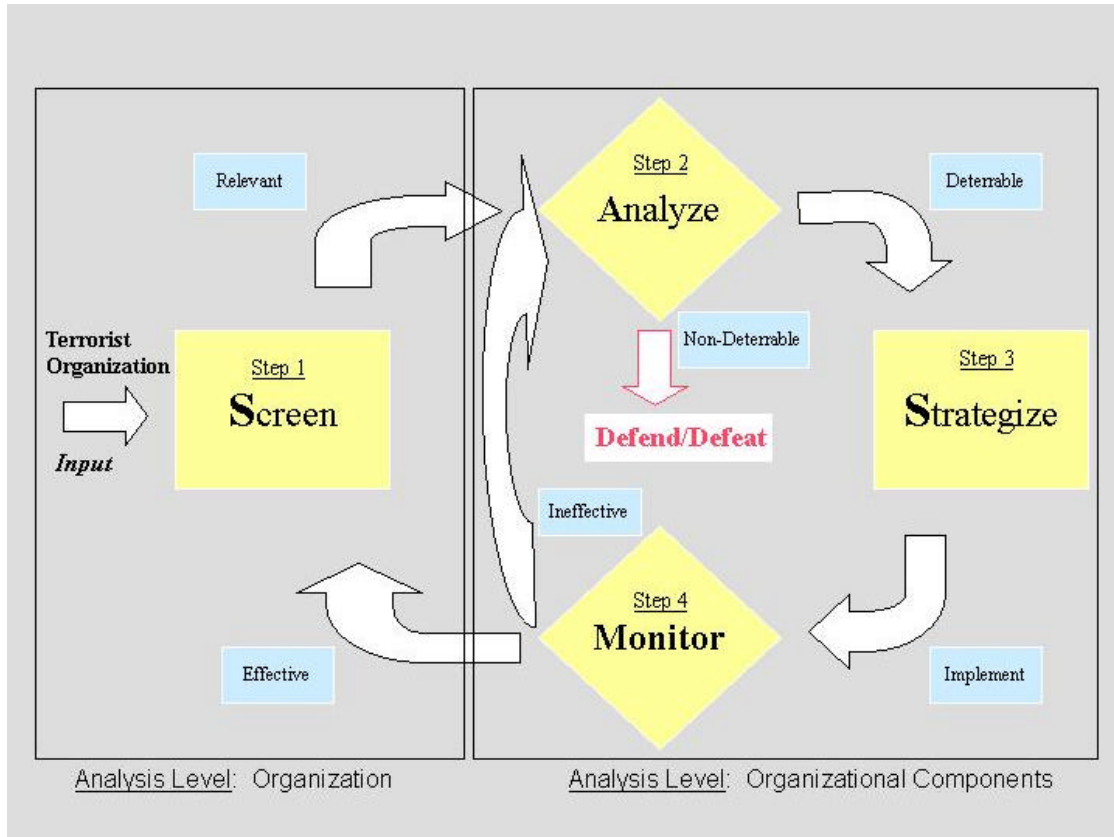 Relevant
Step 2
Analyze
Deterrable
Terrorist
Organization
Input
Step 1
Screen
Non-Deterrable
Defend/Defeat
Step 3
Strategize
Ineffective
Step 4
Monitor
Effective
Implement
Analysis Level: Organization
Analysis Level: Organizational Components